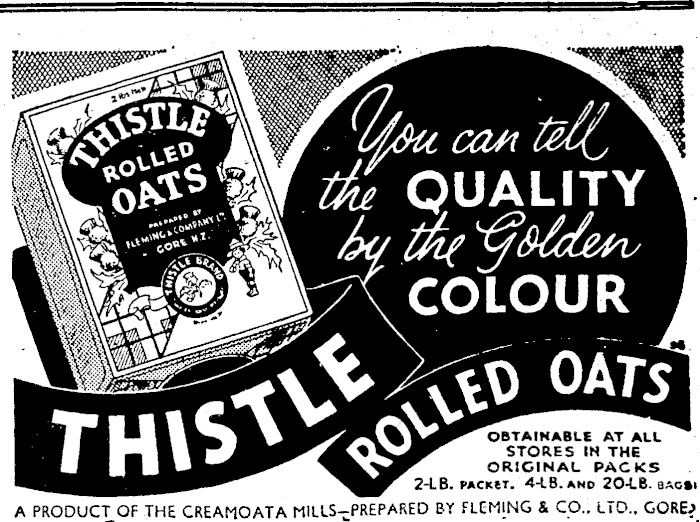 2 lbs Nett
THISTLE
ROLLED
OATS
PREPARED BY
FLEMING & COMPANY LTD
GORE N.Z.
THISTLE BRAND
You can tell
the QUALITY
by the Golden
COLOUR
THISTLE
ROLLED OATS
OBTAINABLE AT ALL
STORES IN THE
ORIGINAL PACKS
2-LB. PACKET. 4-LB. AND 20-LB. BAGS
A PRODUCT OF THE CREAMOATA MILLS—PREPARED BY FLEMING & CO., LTD., GORE